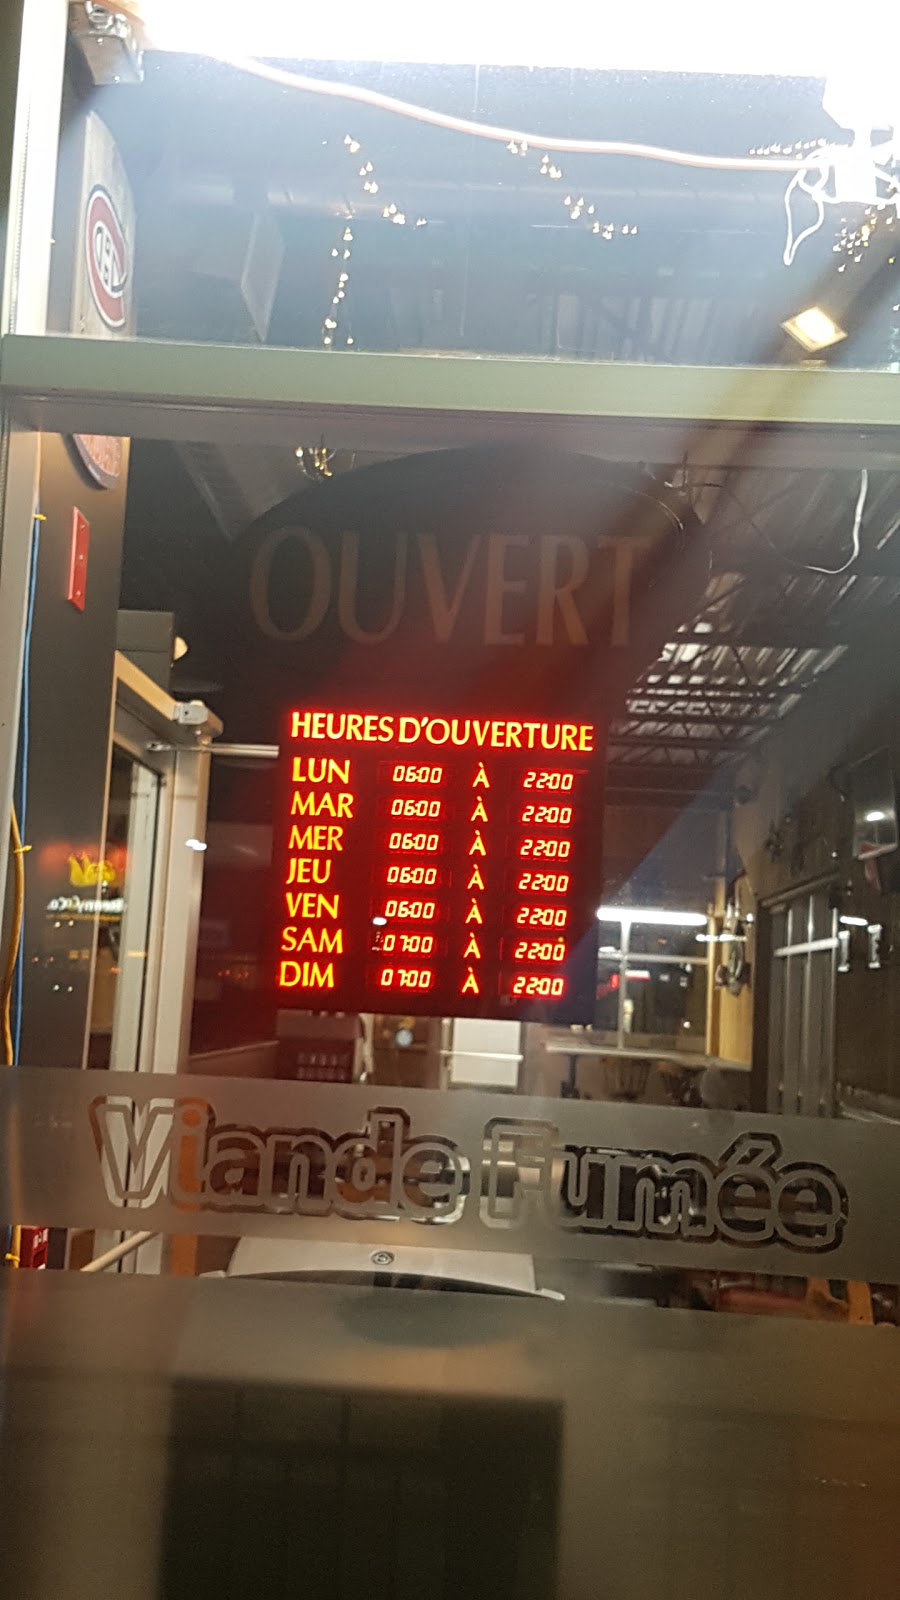 OUVERT
HEURES D'OUVERTURE
LUN 06:00 À 22:00
MAR 06:00 À 22:00
MER 06:00 À 22:00
JEU 06:00 À 22:00
VEN 06:00 À 22:00
SAM 07:00 À 22:00
DIM 07:00 À 22:00
Viande Fumée